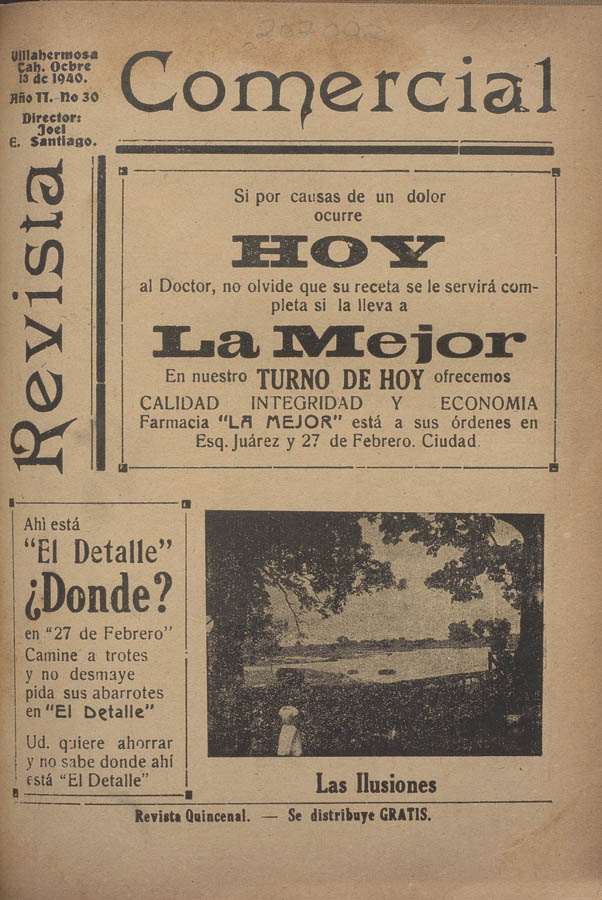 Villahermosa
Tab. Ocbre
13 de 1940.
Año II.-No 30
Director:
Joel
E. Santiago.
Revista
Comercial
Si por causas de un dolor
ocurre
HOY
al Doctor, no olvide que su receta se le servirá com-
pleta si la lleva a
La Mejor
En nuestro TURNO DE HOY ofrecemos
CALIDAD INTEGRIDAD Y ECONOMIA
Farmacia "LA MEJOR" está a sus órdenes en
Esq. Juárez y 27 de Febrero. Ciudad.
Ahì está
"El Detalle"
¿Donde?
en "27 de Febrero"
Camine a trotes
y no desmaye
pida sus abarrotes
en "El Detalle"
Ud. quiere ahorrar
y no sabe donde ahí
está "El Detalle"
Las Ilusiones
Revista Quincenal. — Se distribuye GRATIS.